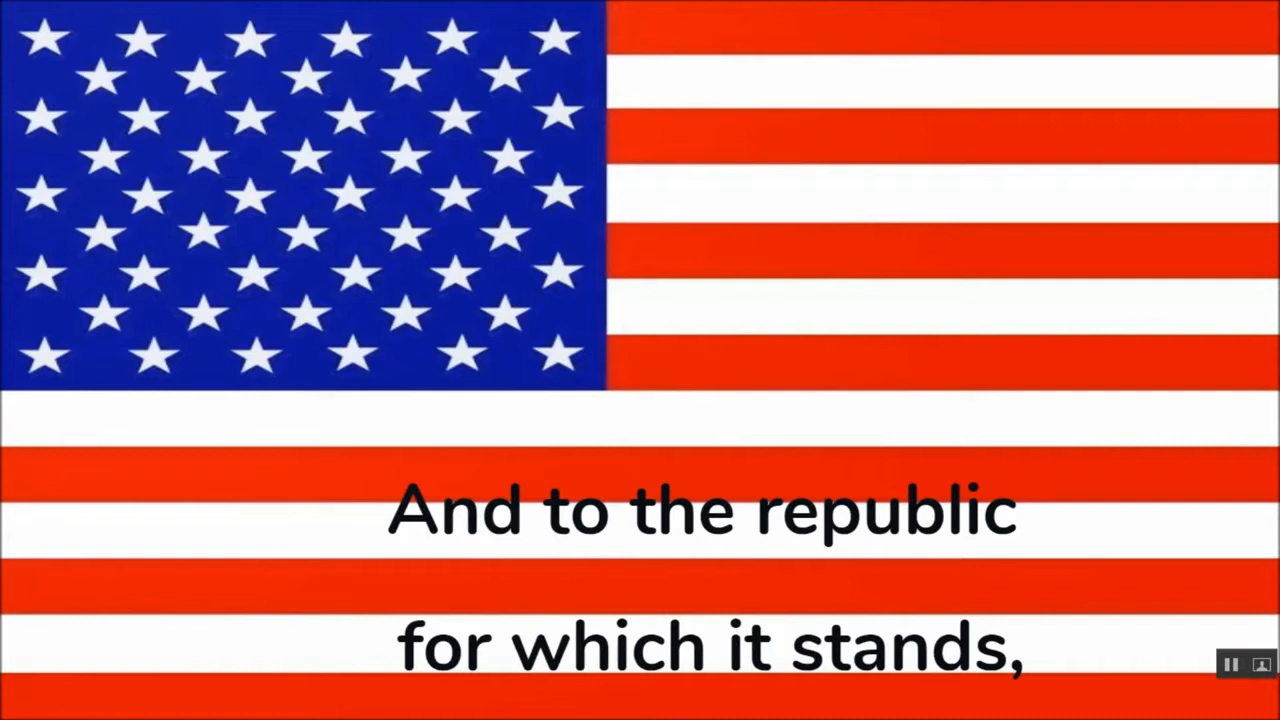 And to the republic
for which it stands,